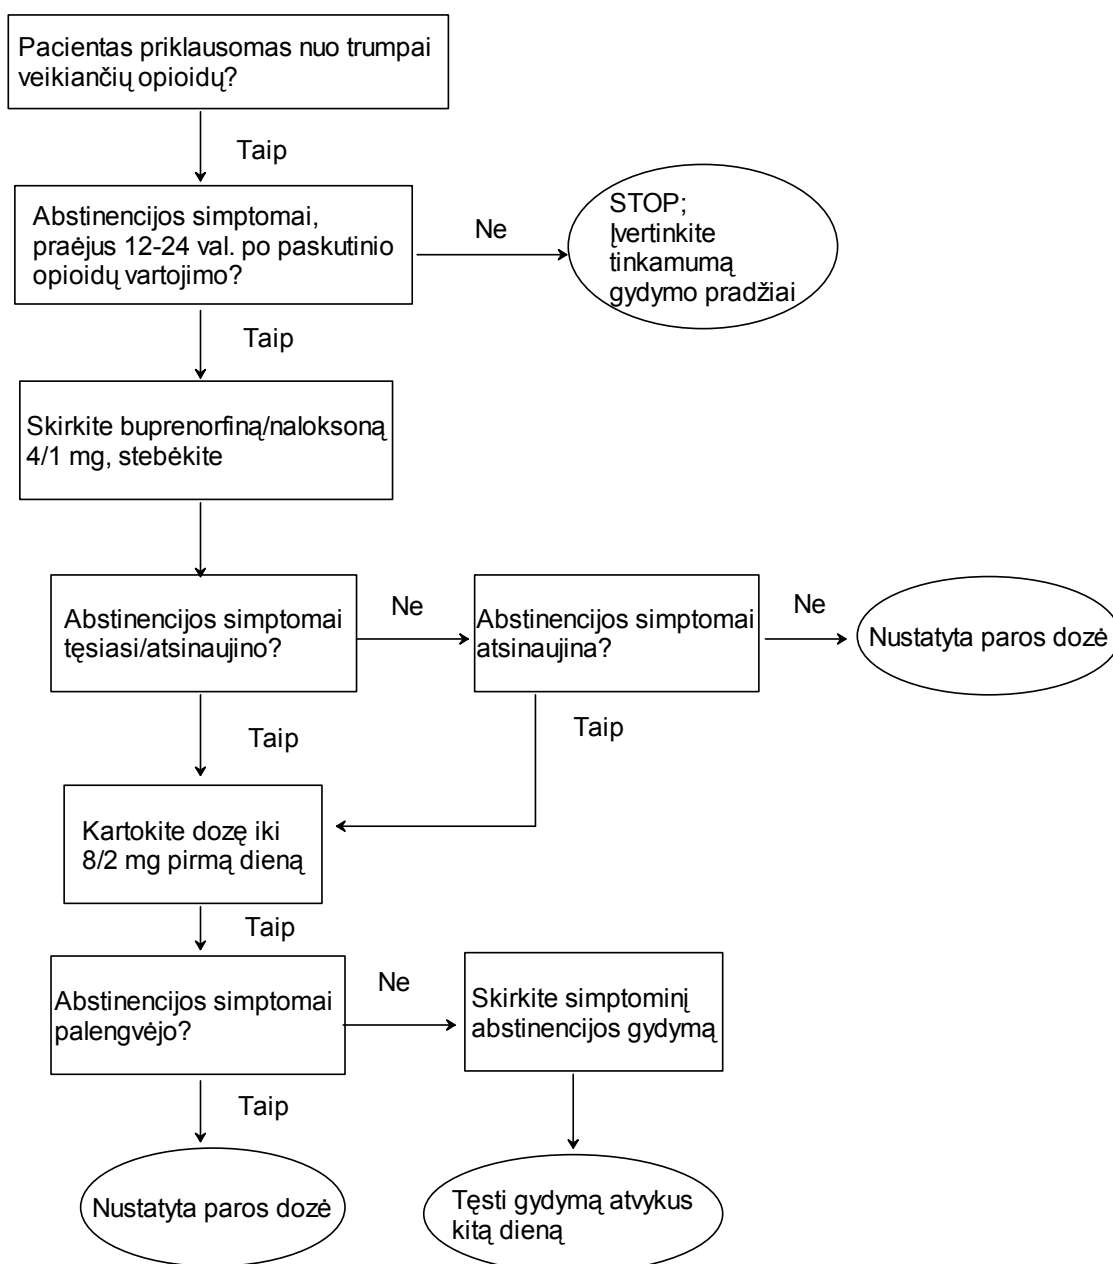 Pacientas priklausomas nuo trumpai
veikiančių opioidų?
Taip
Abstinencijos simptomai,
praėjus 12-24 val. po paskutinio
opioidų vartojimo?
Ne
STOP;
Įvertinkite
tinkamumą
gydymo pradžiai
Taip
Skirkite buprenorfiną/naloksoną
4/1 mg, stebėkite
Abstinencijos simptomai
tęsiasi/atsinaujino?
Ne
Abstinencijos simptomai
atsinaujina?
Ne
Nustatyta paros dozė
Taip
Taip
Kartokite dozę iki
8/2 mg pirmą dieną
Taip
Abstinencijos simptomai
palengvėjo?
Ne
Skirkite simptominį
abstinencijos gydymą
Taip
Nustatyta paros dozė
Tęsti gydymą atvykus
kitą dieną